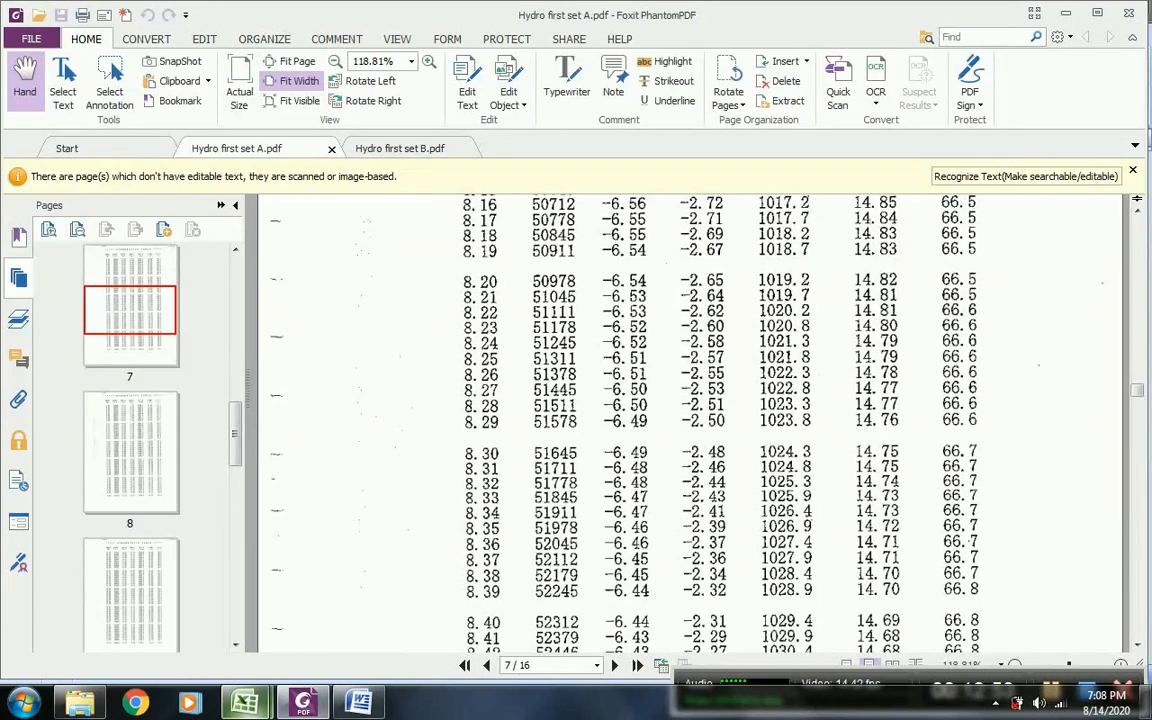 Hydro first set A.pdf - Foxit PhantomPDF
FILE HOME CONVERT EDIT ORGANIZE COMMENT VIEW FORM PROTECT SHARE HELP Find
Hand Select Text Select Annotation SnapShot Clipboard Bookmark Tools
Actual Size Fit Page Fit Width Fit Visible 118.81% Rotate Left Rotate Right View
Edit Text Edit Object Edit
Typewriter Note Highlight Strikeout Underline Comment
Rotate Pages Insert Delete Extract Page Organization
Quick Scan OCR Suspect Results Convert
PDF Sign Protect
Start Hydro first set A.pdf Hydro first set B.pdf
There are page(s) which don't have editable text, they are scanned or image-based. Recognize Text(Make searchable/editable)
Pages
7
8
8.16 50712 -6.56 -2.72 1017.2 14.85 66.5
8.17 50778 -6.55 -2.71 1017.7 14.84 66.5
8.18 50845 -6.55 -2.69 1018.2 14.83 66.5
8.19 50911 -6.54 -2.67 1018.7 14.83 66.5
8.20 50978 -6.54 -2.65 1019.2 14.82 66.5
8.21 51045 -6.53 -2.64 1019.7 14.81 66.5
8.22 51111 -6.53 -2.62 1020.2 14.81 66.6
8.23 51178 -6.52 -2.60 1020.8 14.80 66.6
8.24 51245 -6.52 -2.58 1021.3 14.79 66.6
8.25 51311 -6.51 -2.57 1021.8 14.79 66.6
8.26 51378 -6.51 -2.55 1022.3 14.78 66.6
8.27 51445 -6.50 -2.53 1022.8 14.77 66.6
8.28 51511 -6.50 -2.51 1023.3 14.77 66.6
8.29 51578 -6.49 -2.50 1023.8 14.76 66.6
8.30 51645 -6.49 -2.48 1024.3 14.75 66.7
8.31 51711 -6.48 -2.46 1024.8 14.75 66.7
8.32 51778 -6.48 -2.44 1025.3 14.74 66.7
8.33 51845 -6.47 -2.43 1025.9 14.73 66.7
8.34 51911 -6.47 -2.41 1026.4 14.73 66.7
8.35 51978 -6.46 -2.39 1026.9 14.72 66.7
8.36 52045 -6.46 -2.37 1027.4 14.71 66.7
8.37 52112 -6.45 -2.36 1027.9 14.71 66.7
8.38 52179 -6.45 -2.34 1028.4 14.70 66.7
8.39 52245 -6.44 -2.32 1028.9 14.70 66.8
8.40 52312 -6.44 -2.31 1029.4 14.69 66.8
8.41 52379 -6.43 -2.29 1029.9 14.68 66.8
7 / 16 118.81%
7:08 PM
8/14/2020